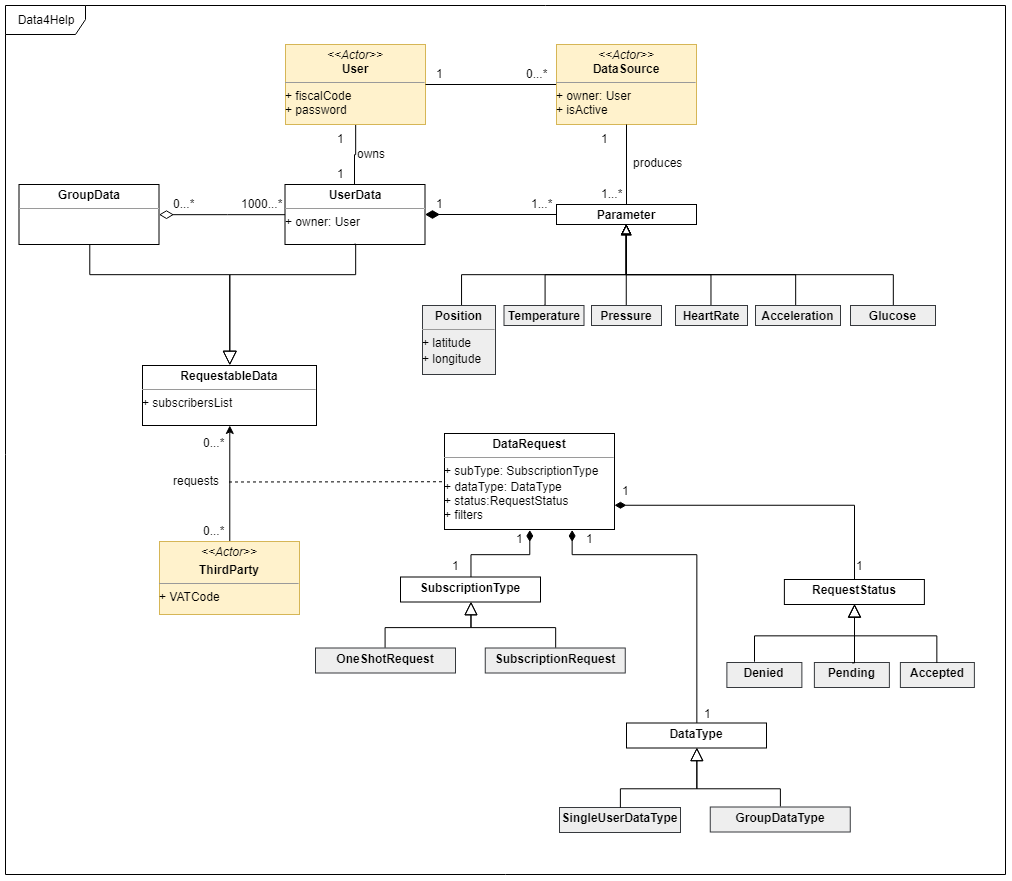 Data4Help
<<Actor>>
User
+ fiscalCode
+ password
1
0...*
<<Actor>>
DataSource
+ owner: User
+ isActive
1
owns
1
1
produces
1...*
GroupData
0...*
1000...*
UserData
+ owner: User
1
1...*
Parameter
Position
+ latitude
+ longitude
Temperature
Pressure
HeartRate
Acceleration
Glucose
RequestableData
+ subscribersList
0...*
requests
0...*
<<Actor>>
ThirdParty
+ VATCode
DataRequest
+ subType: SubscriptionType
+ dataType: DataType
+ status:RequestStatus
+ filters
1
1
1
1
SubscriptionType
OneShotRequest
SubscriptionRequest
1
RequestStatus
Denied
Pending
Accepted
1
DataType
SingleUserDataType
GroupDataType